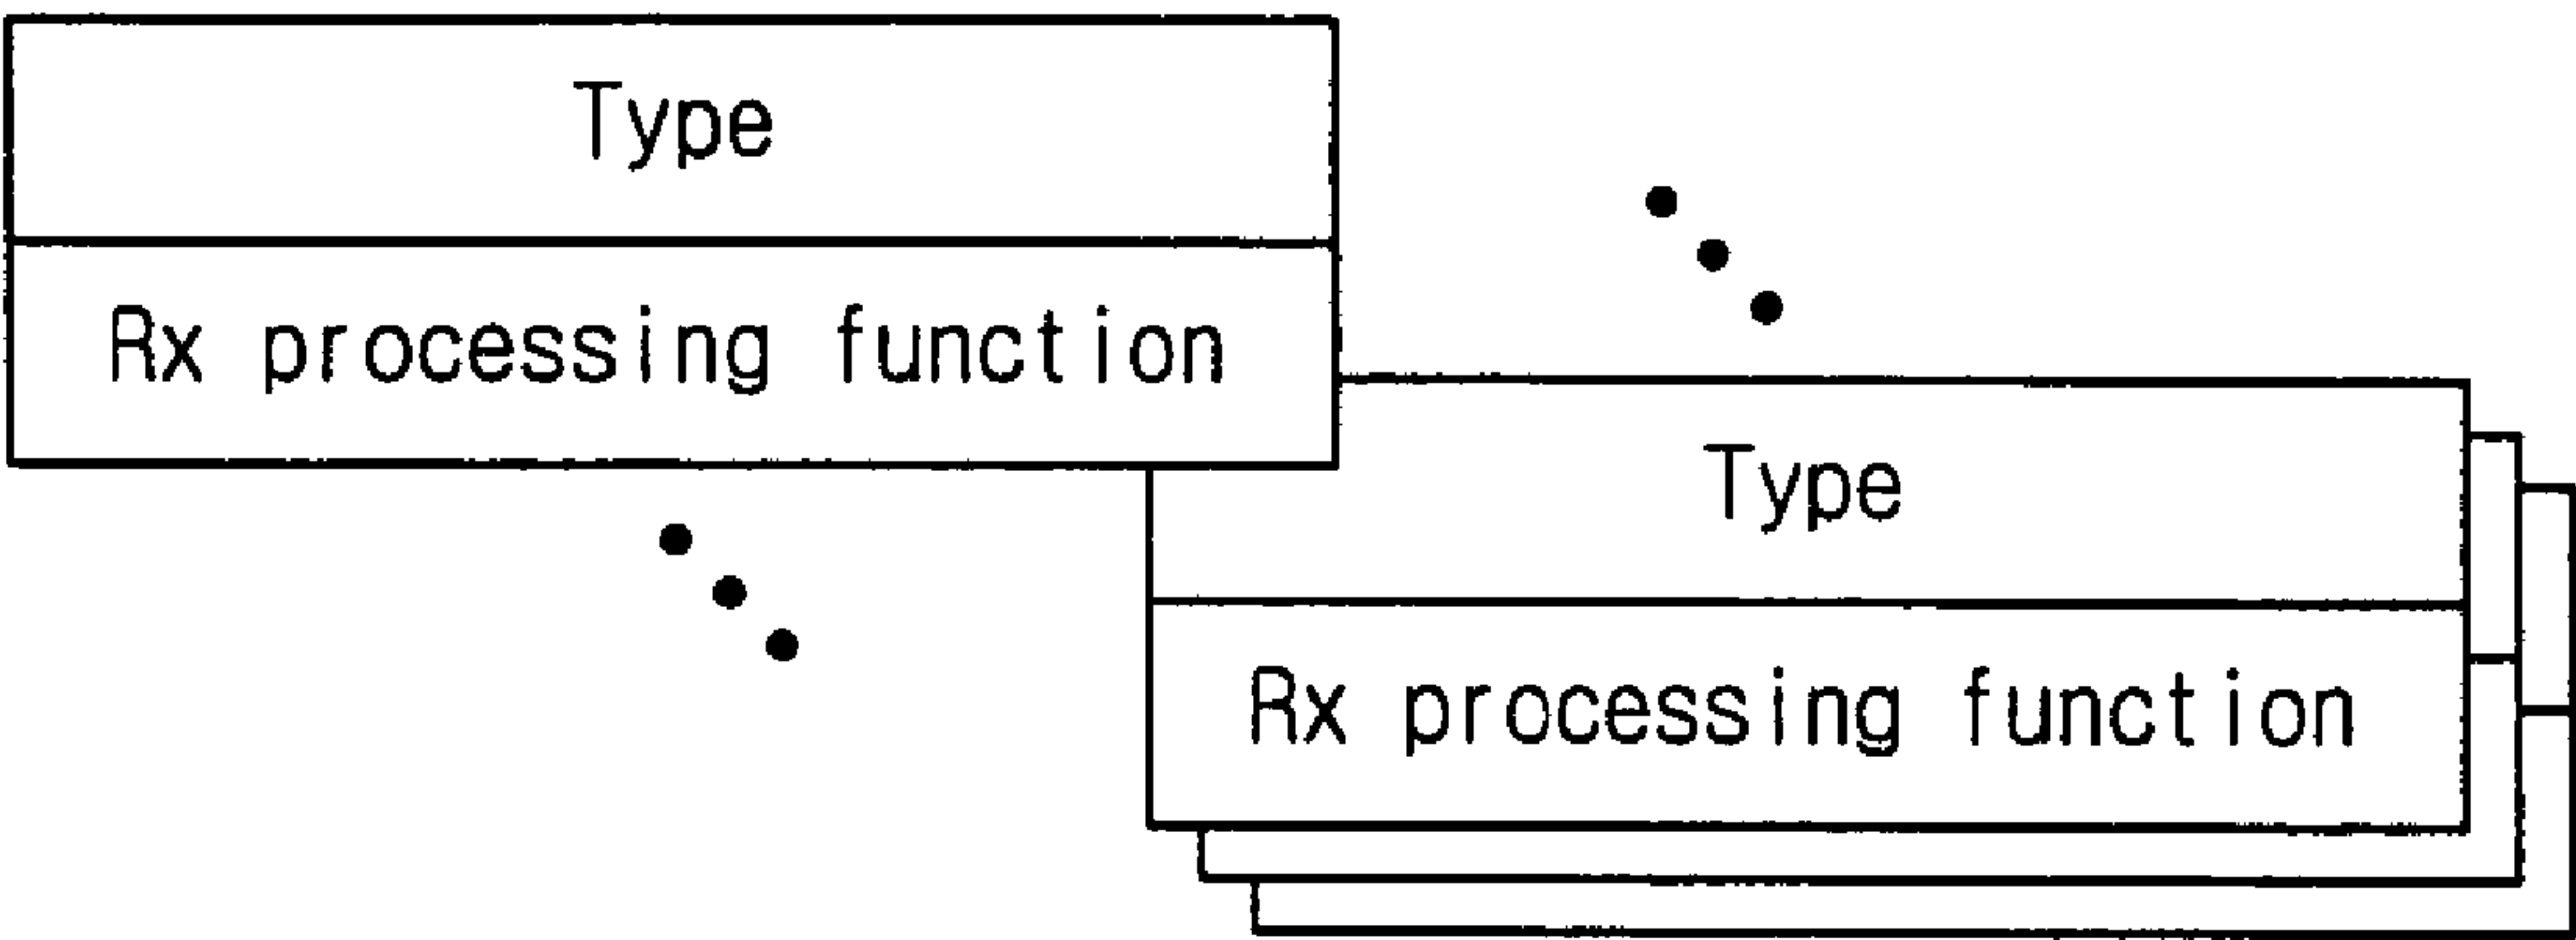 Type
Rx processing function
Type
Rx processing function